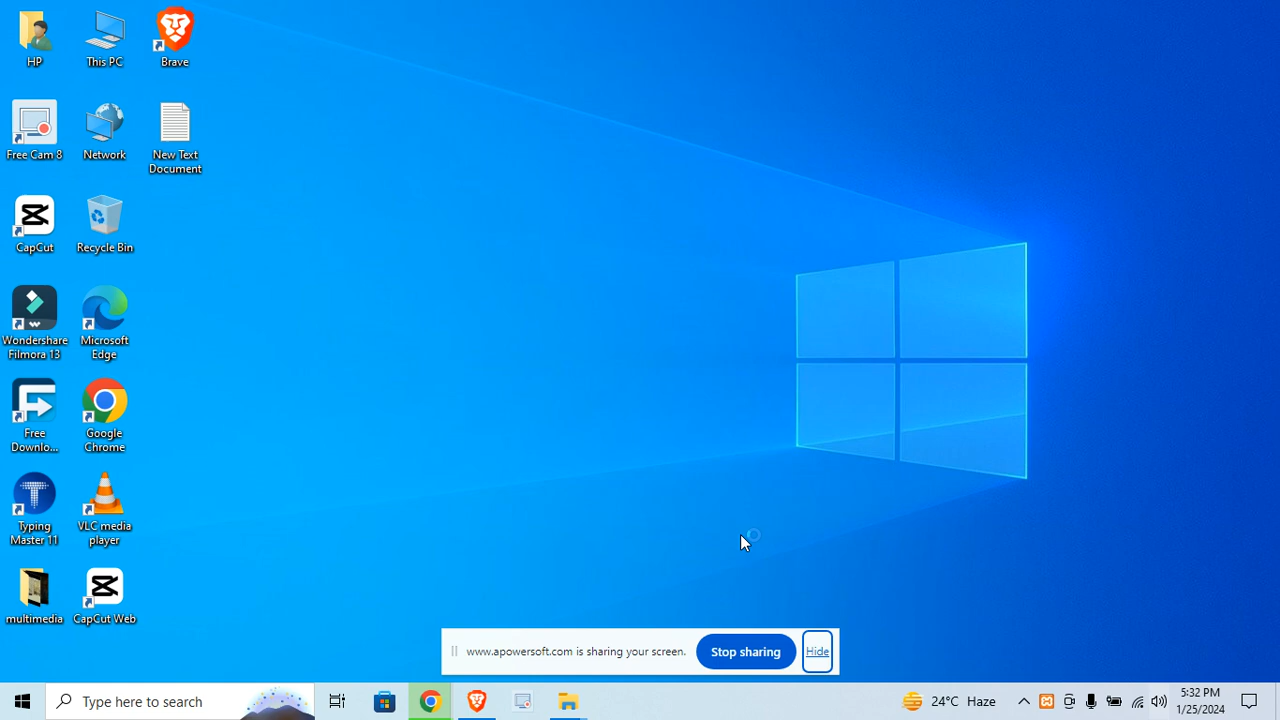 HP
This PC
Brave
Free Cam 8
Network
New Text
Document
CapCut
Recycle Bin
Wondershare
Filmora 13
Microsoft
Edge
Free
Downlo...
Google
Chrome
Typing
Master 11
VLC media
player
multimedia
CapCut Web
www.apowersoft.com is sharing your screen.
Stop sharing
Hide
Type here to search
24°C Haze
5:32 PM
1/25/2024